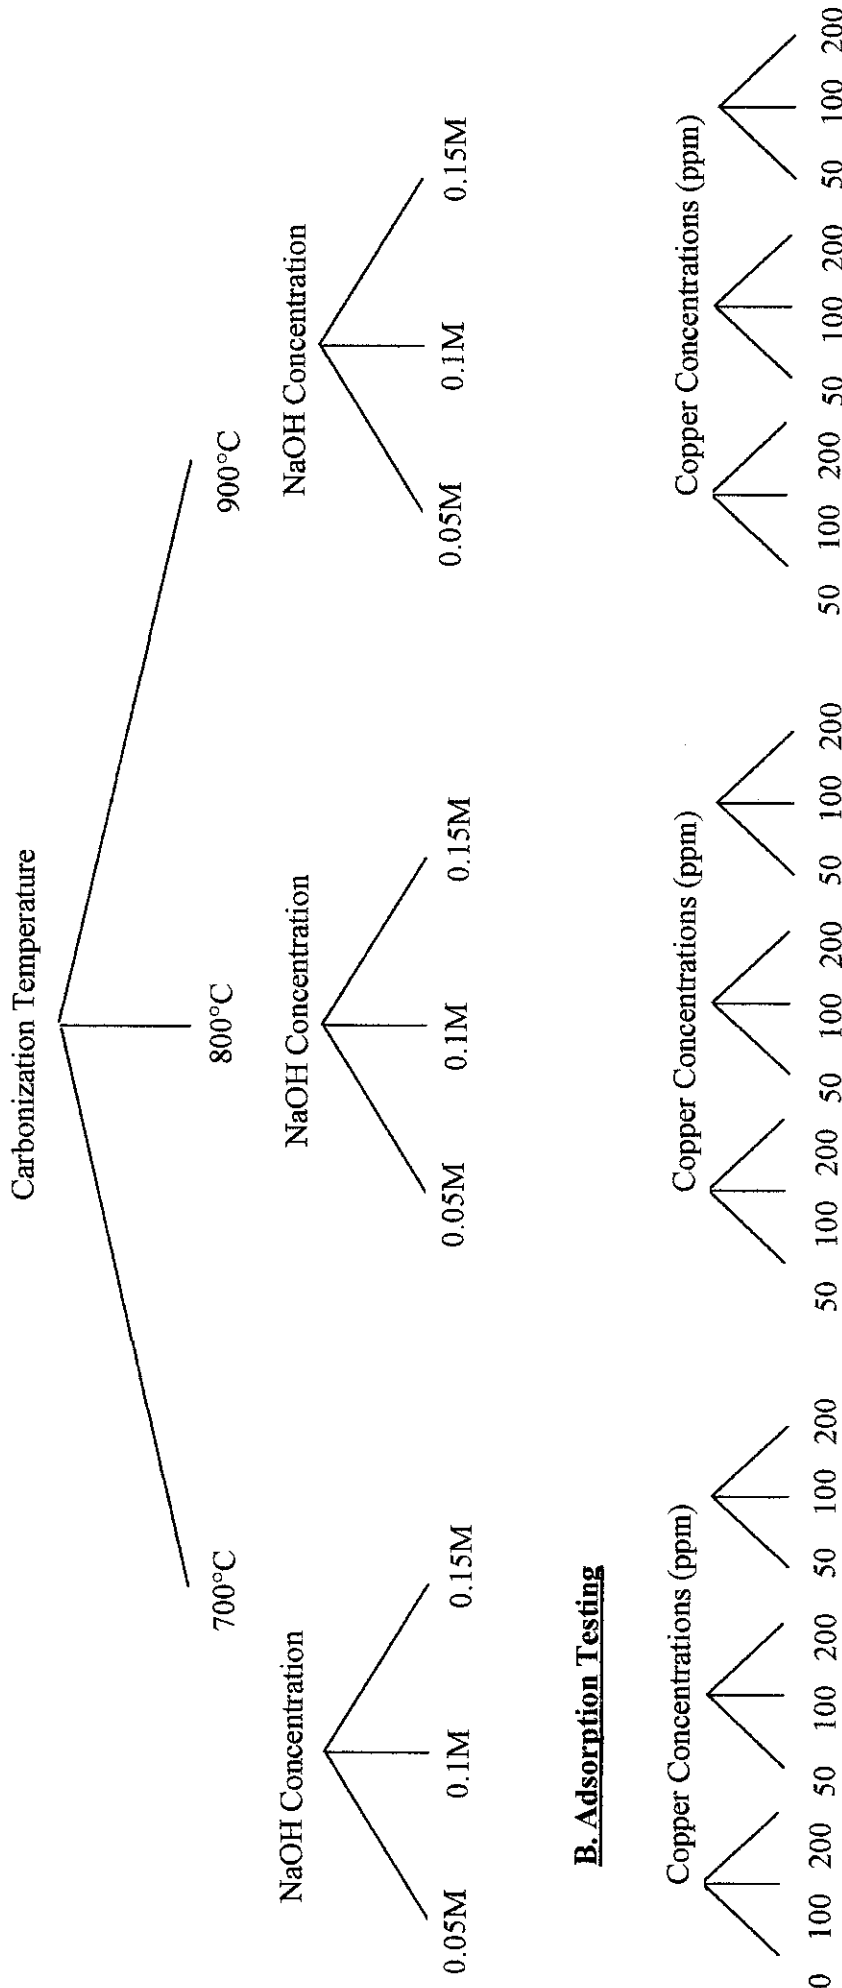 Carbonization Temperature
700°C 800°C 900°C
NaOH Concentration NaOH Concentration NaOH Concentration
0.05M 0.1M 0.15M 0.05M 0.1M 0.15M 0.05M 0.1M 0.15M
B. Adsorption Testing
Copper Concentrations (ppm) Copper Concentrations (ppm) Copper Concentrations (ppm)
0 100 200 50 100 200 50 100 200 50 100 200 50 100 200 50 100 200 50 100 200 50 100 200 50 100 200